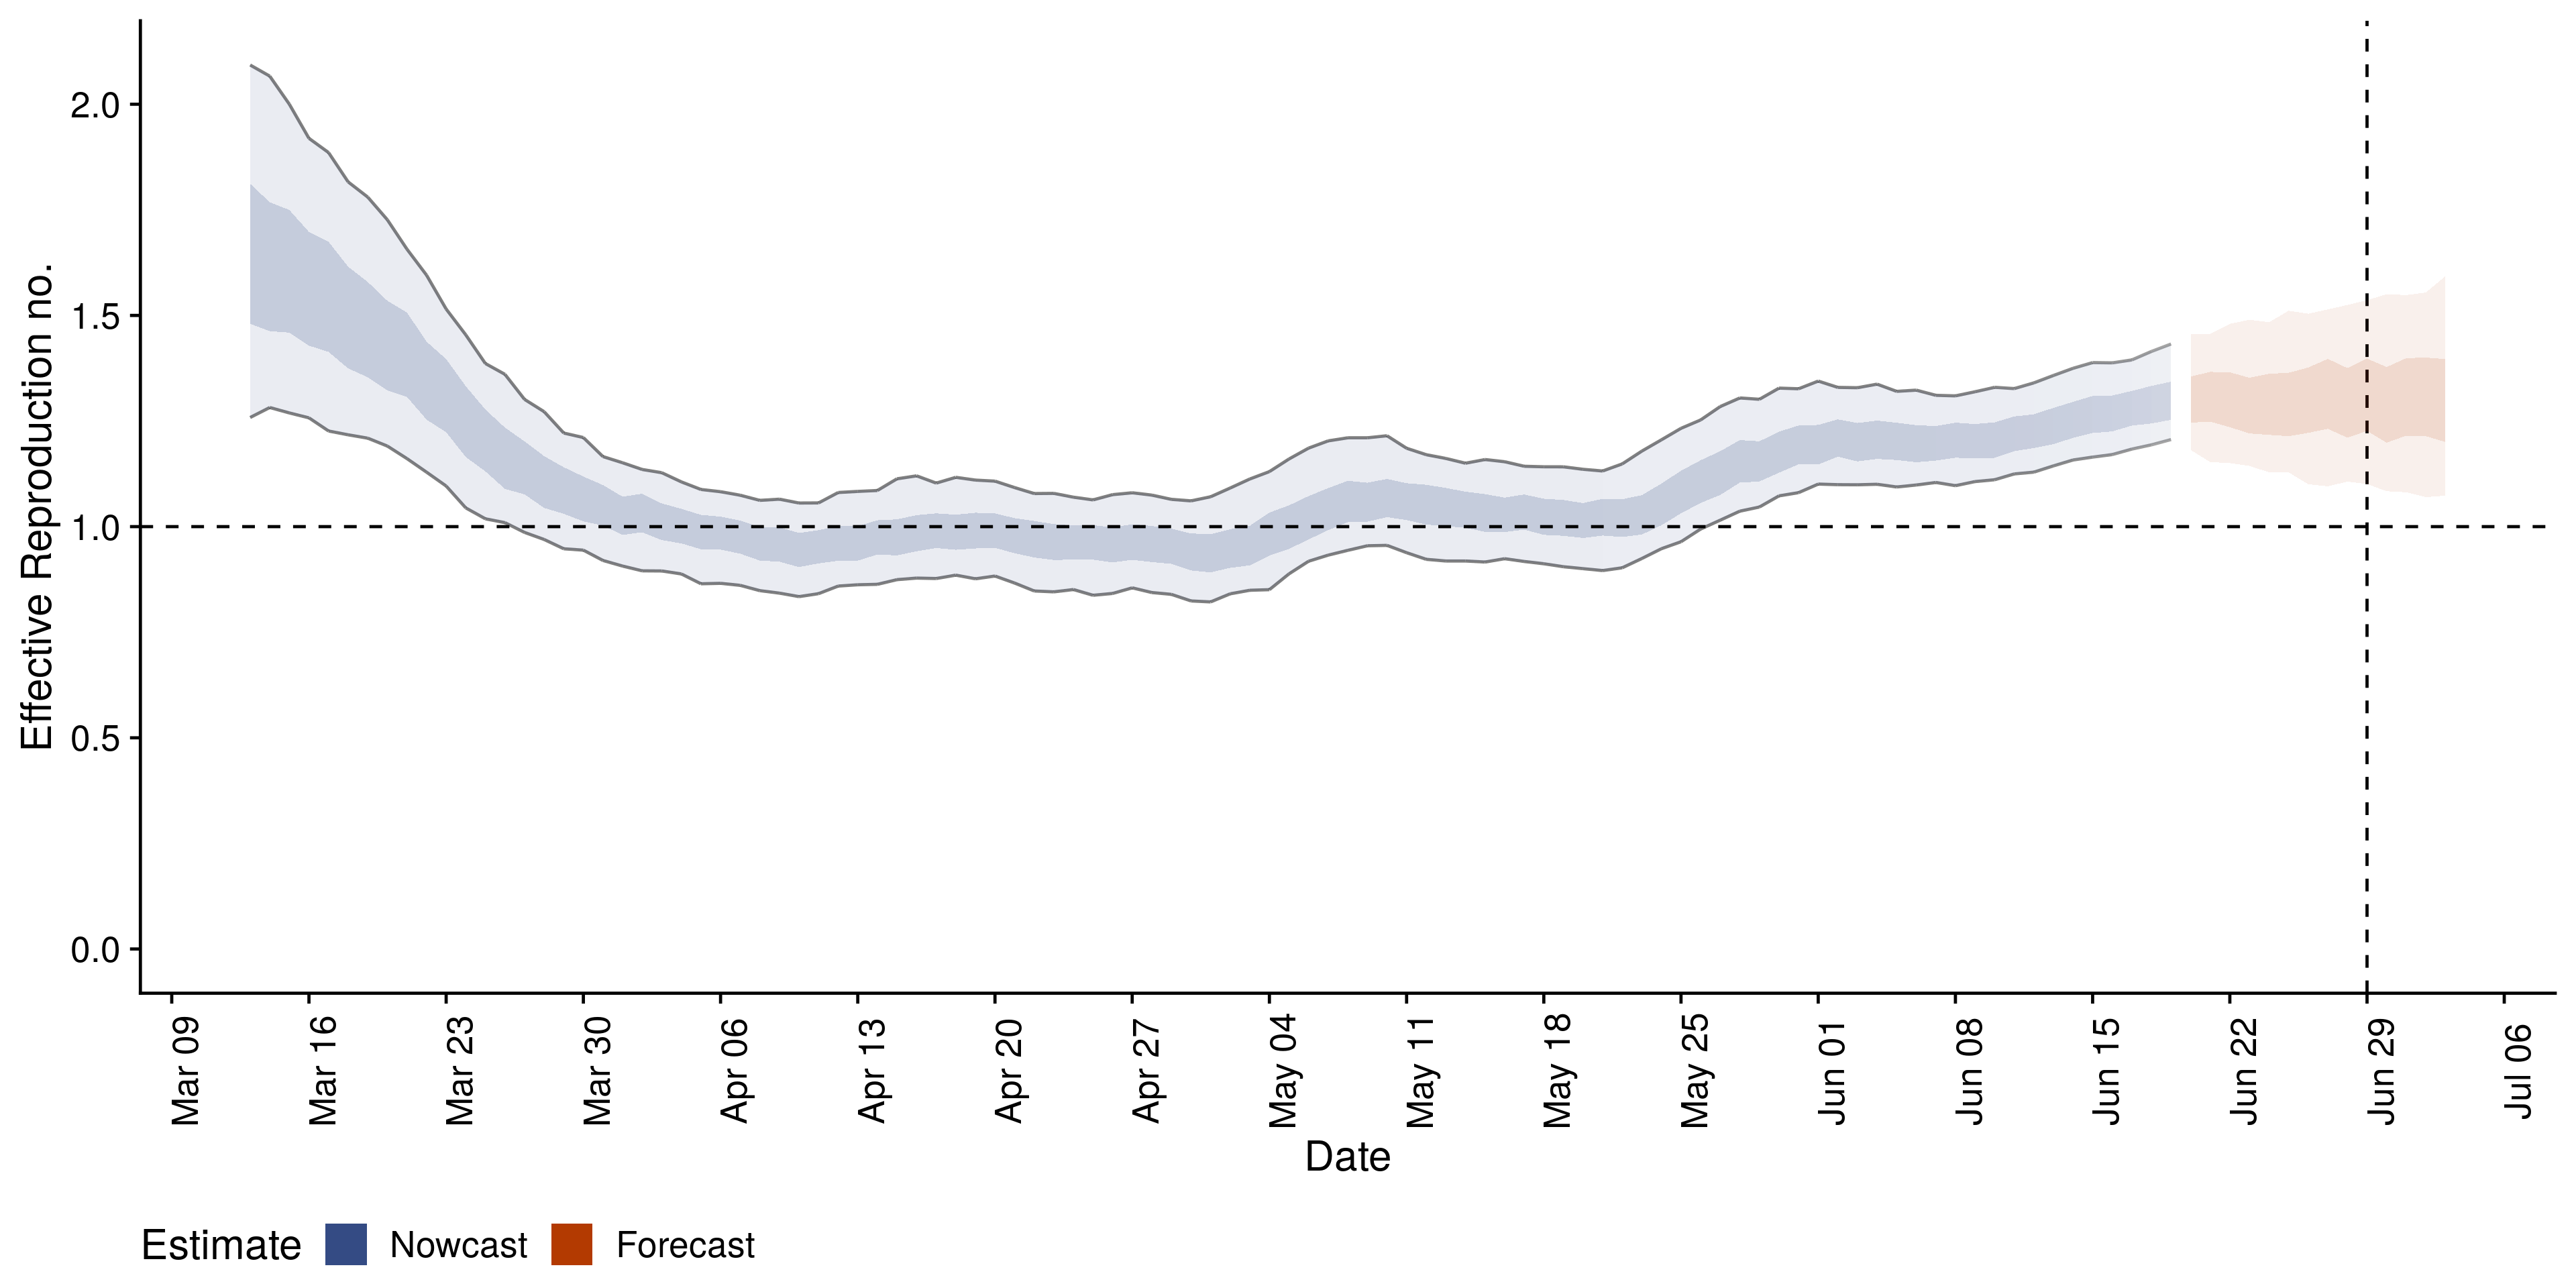 Effective Reproduction no.
2.0
1.5
1.0
0.5
0.0
Mar 09
Mar 16
Mar 23
Mar 30
Apr 06
Apr 13
Apr 20
Apr 27
May 04
May 11
May 18
May 25
Jun 01
Jun 08
Jun 15
Jun 22
Jun 29
Jul 06
Date
Estimate Nowcast Forecast